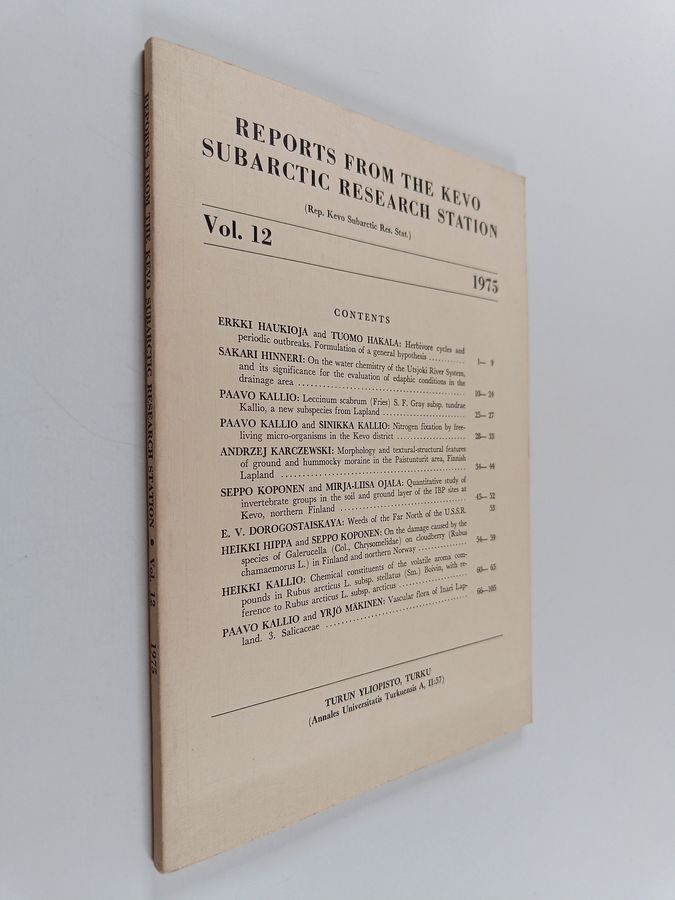 REPORTS FROM THE KEVO SUBARCTIC RESEARCH STATION • Vol. 12 1975
REPORTS FROM THE KEVO
SUBARCTIC RESEARCH STATION
(Rep. Kevo Subarctic Res. Stat.)
Vol. 12 1975
CONTENTS
ERKKI HAUKIOJA and TUOMO HAKALA: Herbivore cycles and
periodic outbreaks. Formulation of a general hypothesis ............ 1— 9
SAKARI HINNERI: On the water chemistry of the Utsjoki River System,
and its significance for the evaluation of edaphic conditions in the
drainage area ............ 10— 24
PAAVO KALLIO: Leccinum scabrum (Fries) S. F. Gray subsp. tundrae
Kallio, a new subspecies from Lapland ............ 25— 27
PAAVO KALLIO and SINIKKA KALLIO: Nitrogen fixation by free-
living micro-organisms in the Kevo district ............ 28— 33
ANDRZEJ KARCZEWSKI: Morphology and textural-structural features
of ground and hummocky moraine in the Paistunturit area, Finnish
Lapland ............ 34— 44
SEPPO KOPONEN and MIRJA-LIISA OJALA: Quantitative study of
invertebrate groups in the soil and ground layer of the IBP sites at
Kevo, northern Finland ............ 45— 52
E. V. DOROGOSTAISKAYA: Weeds of the Far North of the U.S.S.R. 53
HEIKKI HIPPA and SEPPO KOPONEN: On the damage caused by the
species of Galerucella (Col., Chrysomelidae) on cloudberry (Rubus
chamaemorus L.) in Finland and northern Norway ............ 54— 59
HEIKKI KALLIO: Chemical constituents of the volatile aroma com-
pounds in Rubus arcticus L. subsp. stellatus (Sm.) Boivin, with re-
ference to Rubus arcticus L. subsp. arcticus ............ 60— 65
PAAVO KALLIO and YRJÖ MÄKINEN: Vascular flora of Inari Lap-
land. 3. Salicaceae ............ 66—105
TURUN YLIOPISTO, TURKU
(Annales Universitatis Turkuensis A, II:57)